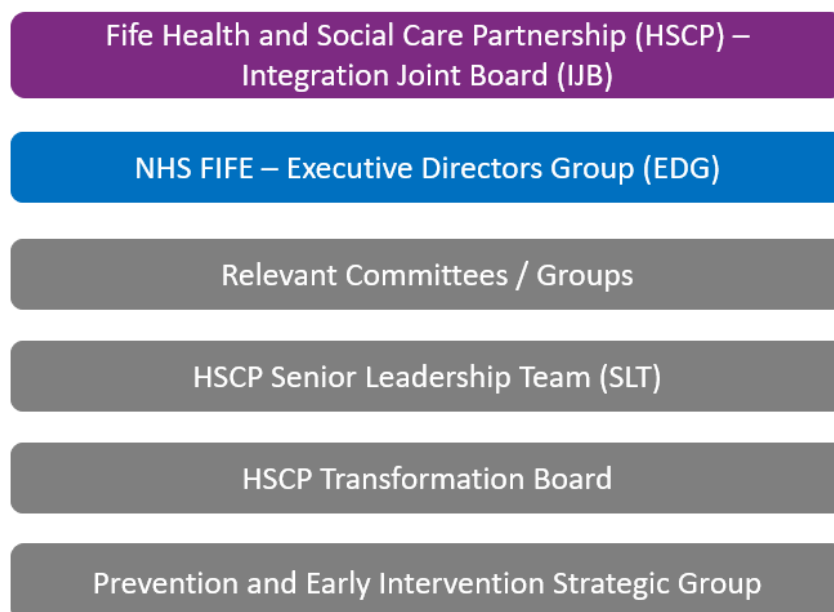 Fife Health and Social Care Partnership (HSCP) –
Integration Joint Board (IJB)
NHS FIFE – Executive Directors Group (EDG)
Relevant Committees / Groups
HSCP Senior Leadership Team (SLT)
HSCP Transformation Board
Prevention and Early Intervention Strategic Group